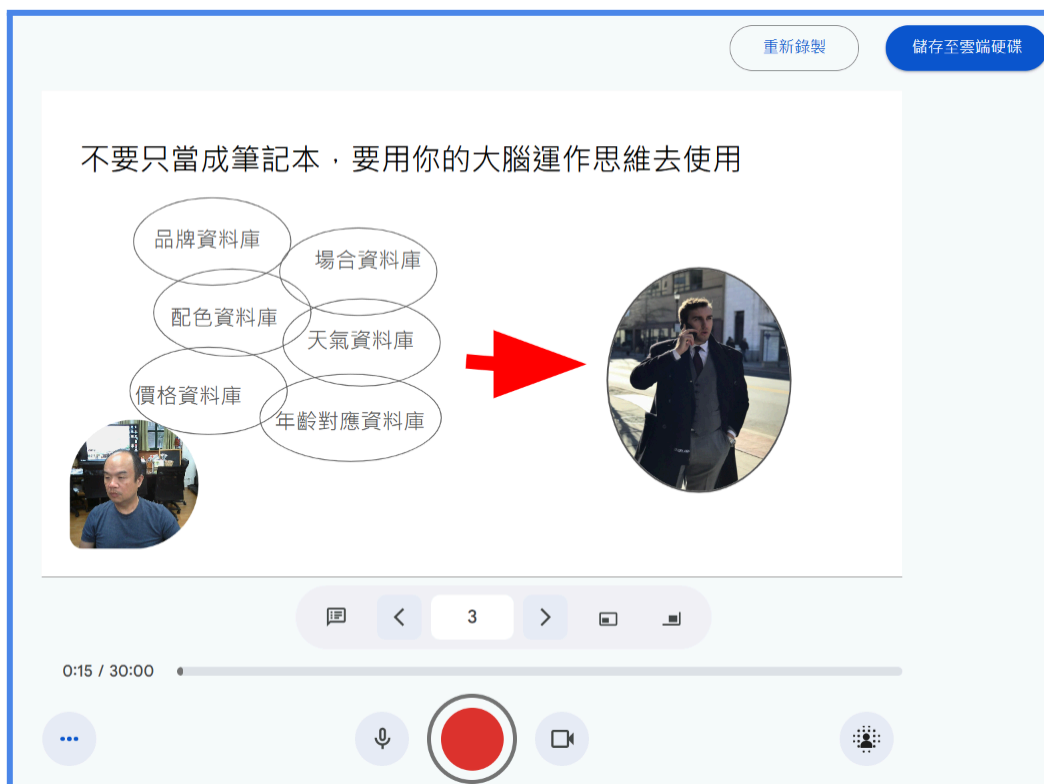 重新錄製
儲存至雲端硬碟
不要只當成筆記本，要用你的大腦運作思維去使用
品牌資料庫
場合資料庫
配色資料庫
天氣資料庫
價格資料庫
年齡對應資料庫
3
0:15 / 30:00